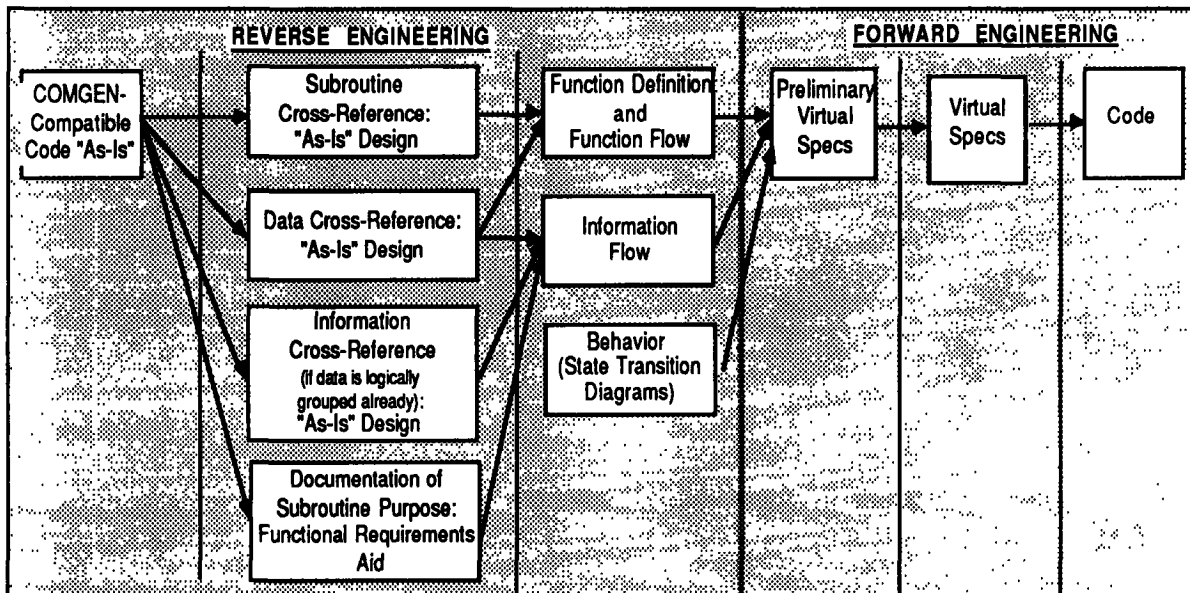 REVERSE ENGINEERING
FORWARD ENGINEERING
COMGEN-
Compatible
Code "As-Is"
Subroutine
Cross-Reference:
"As-Is" Design
Data Cross-Reference:
"As-Is" Design
Information
Cross-Reference
(if data is logically
grouped already):
"As-Is" Design
Documentation of
Subroutine Purpose:
Functional Requirements
Aid
Function Definition
and
Function Flow
Information
Flow
Behavior
(State Transition
Diagrams)
Preliminary
Virtual
Specs
Virtual
Specs
Code